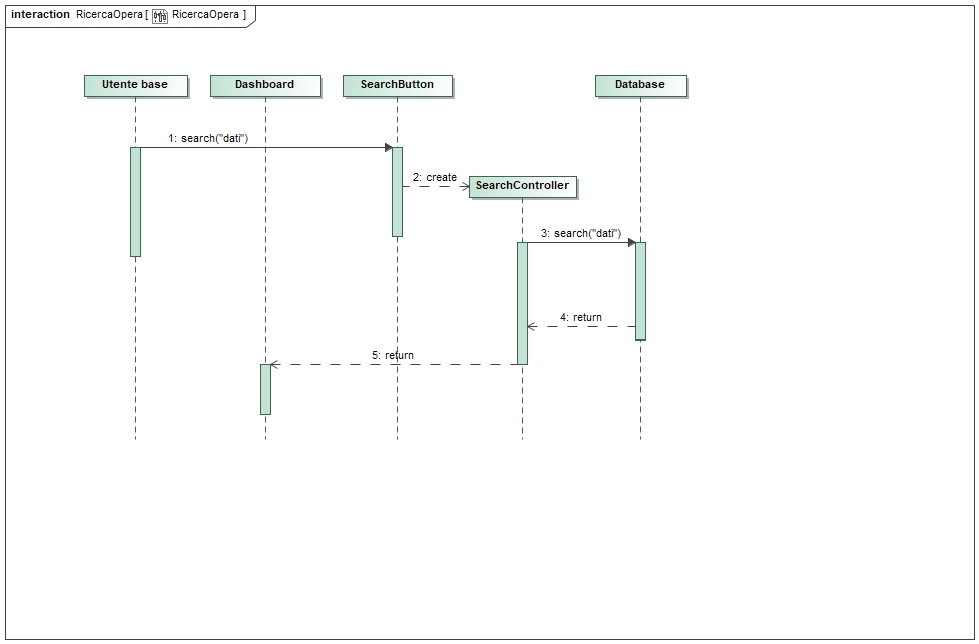 interaction RicercaOpera [ RicercaOpera ]
Utente base
Dashboard
SearchButton
Database
1: search("dati")
2: create
SearchController
3: search("dati")
4: return
5: return